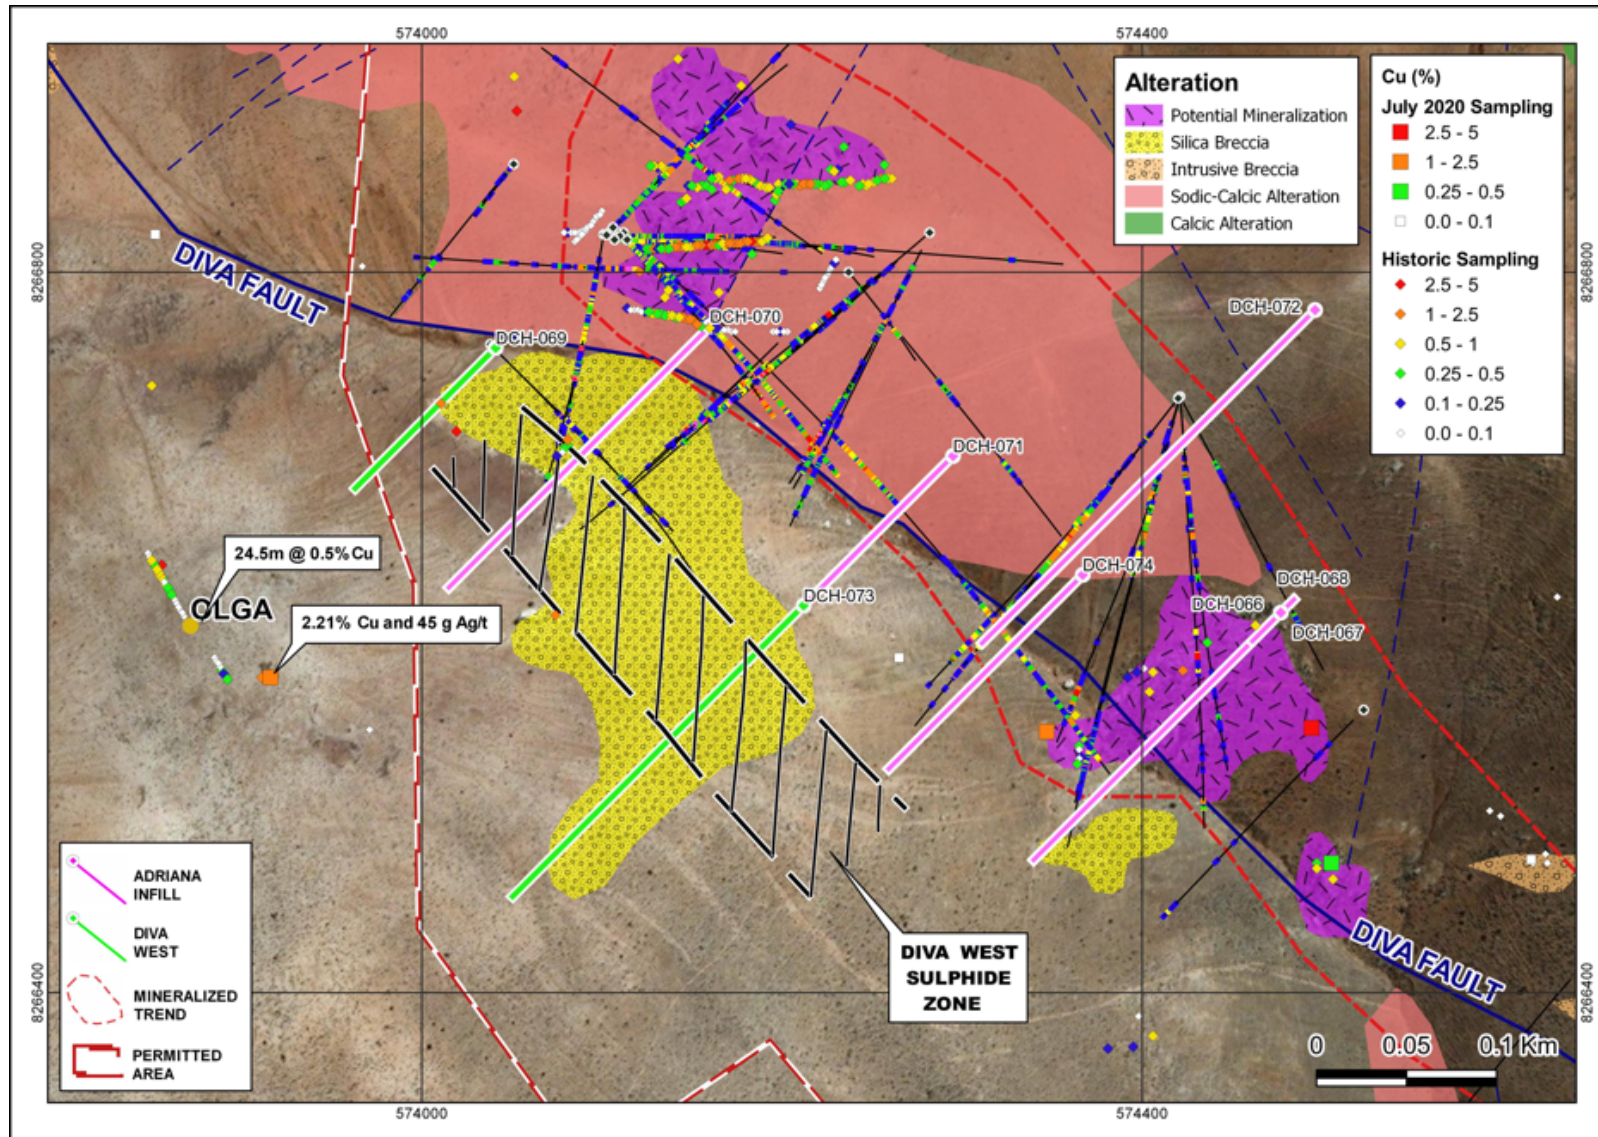 574000
574400
8266800
8266800
8266400
8266400
574000
574400
Alteration
Potential Mineralization
Silica Breccia
Intrusive Breccia
Sodic-Calcic Alteration
Calcic Alteration
Cu (%)
July 2020 Sampling
2.5 - 5
1 - 2.5
0.25 - 0.5
0.0 - 0.1
Historic Sampling
2.5 - 5
1 - 2.5
0.5 - 1
0.25 - 0.5
0.1 - 0.25
0.0 - 0.1
DIVA FAULT
DCH-069
DCH-070
DCH-072
DCH-071
DCH-074
DCH-073
DCH-068
DCH-066
DCH-067
24.5m @ 0.5% Cu
OLGA
2.21% Cu and 45 g Ag/t
DIVA WEST
SULPHIDE
ZONE
DIVA FAULT
ADRIANA
INFILL
DIVA
WEST
MINERALIZED
TREND
PERMITTED
AREA
0 0.05 0.1 Km